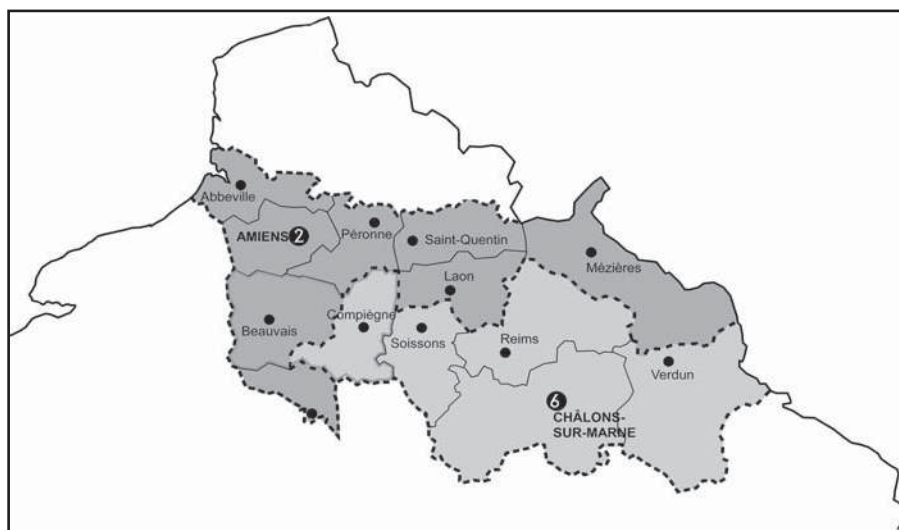 Abbeville
AMIENS 2
Péronne
Saint-Quentin
Mézières
Laon
Beauvais
Compiègne
Soissons
Reims
Verdun
6
CHÂLONS-
SUR-MARNE